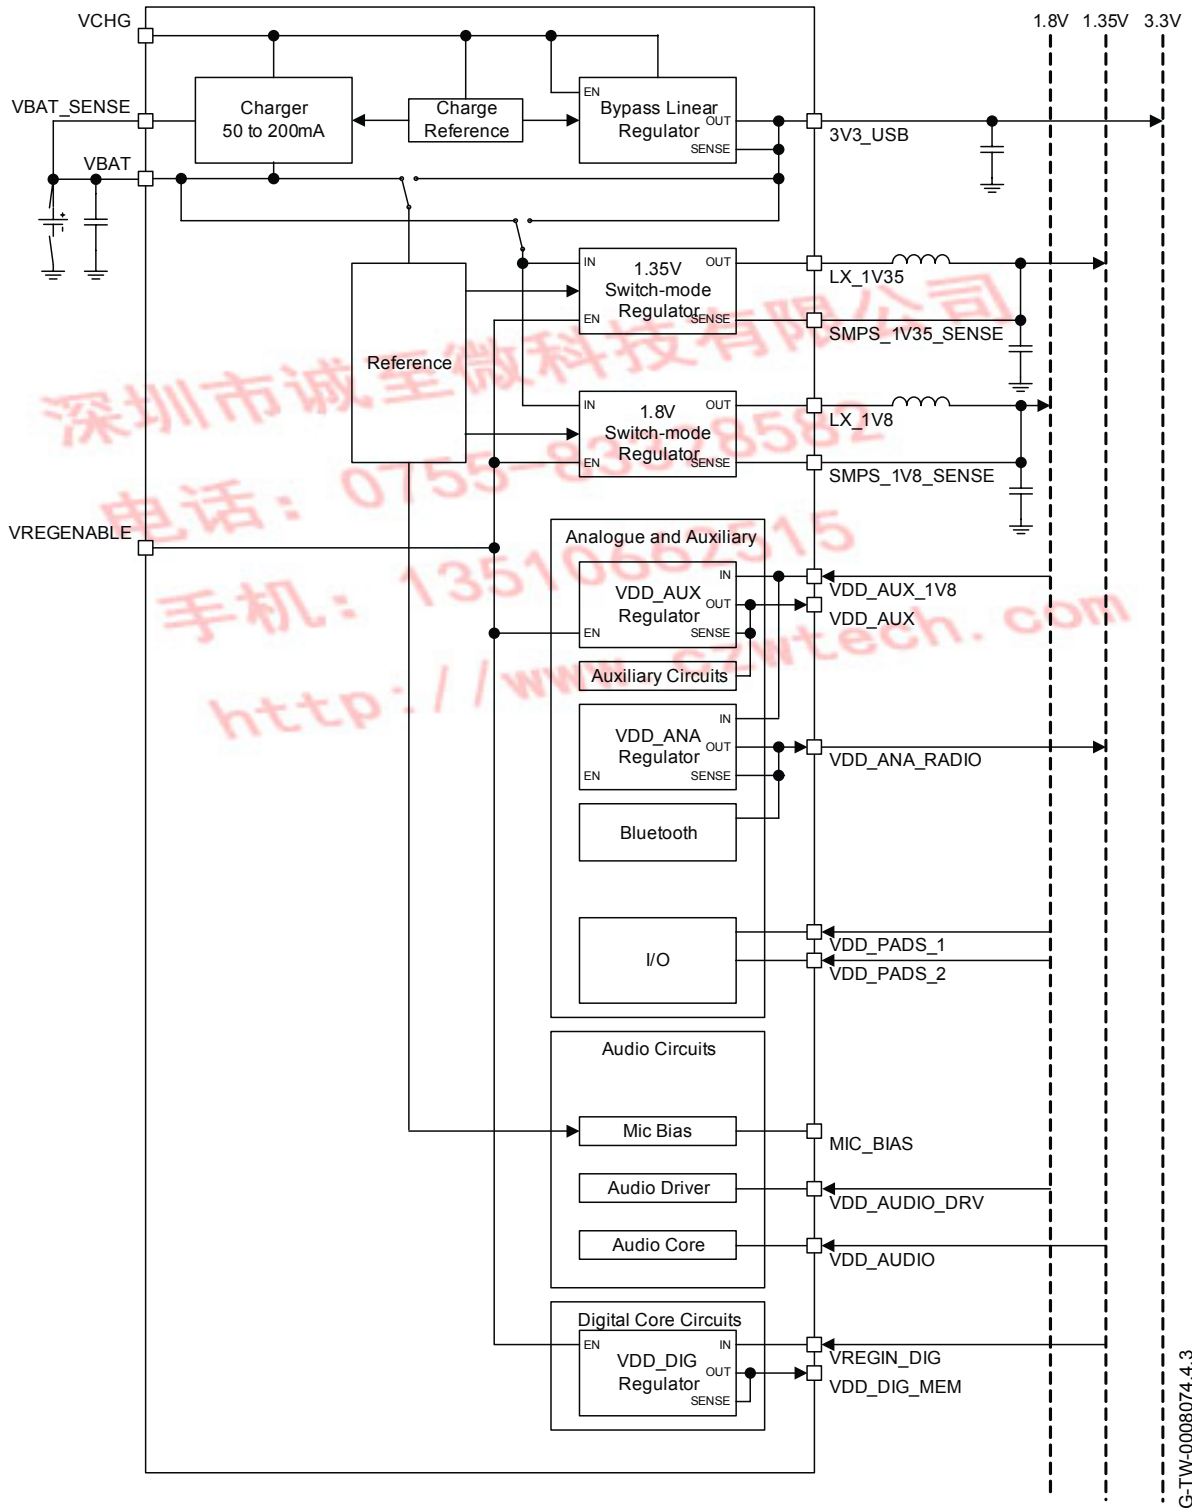 VCHG
1.8V 1.35V 3.3V
EN
VBAT_SENSE
Charger
50 to 200mA
Charge
Reference
Bypass Linear
Regulator
OUT
SENSE
3V3_USB
VBAT
+
-
IN
1.35V
Switch-mode
Regulator
OUT
EN
SENSE
LX_1V35
SMPS_1V35_SENSE
Reference
IN
1.8V
Switch-mode
Regulator
OUT
EN
SENSE
LX_1V8
SMPS_1V8_SENSE
深圳市诚至微科技有限公司
电话：0755-83328582
手机：13510662515
http://www.czwtech.com
VREGENABLE
Analogue and Auxiliary
IN
VDD_AUX
Regulator
OUT
EN
SENSE
VDD_AUX_1V8
VDD_AUX
Auxiliary Circuits
IN
VDD_ANA
Regulator
OUT
EN
SENSE
VDD_ANA_RADIO
Bluetooth
I/O
VDD_PADS_1
VDD_PADS_2
Audio Circuits
Mic Bias
MIC_BIAS
Audio Driver
VDD_AUDIO_DRV
Audio Core
VDD_AUDIO
Digital Core Circuits
EN
IN
VDD_DIG
Regulator
OUT
SENSE
VREGIN_DIG
VDD_DIG_MEM
G-TW-0008074.4.3